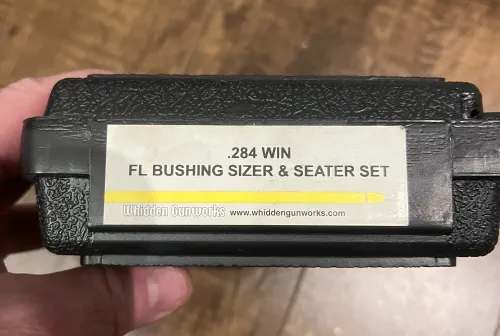 .284 WIN
FL BUSHING SIZER & SEATER SET
Whidden Gunworks www.whiddengunworks.com